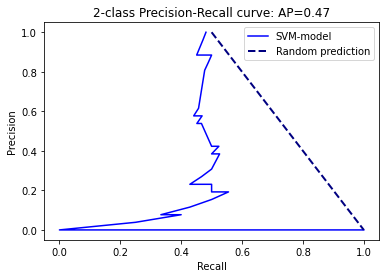 2-class Precision-Recall curve: AP=0.47
SVM-model
Random prediction
Precision
1.0
0.8
0.6
0.4
0.2
0.0
0.0 0.2 0.4 0.6 0.8 1.0
Recall